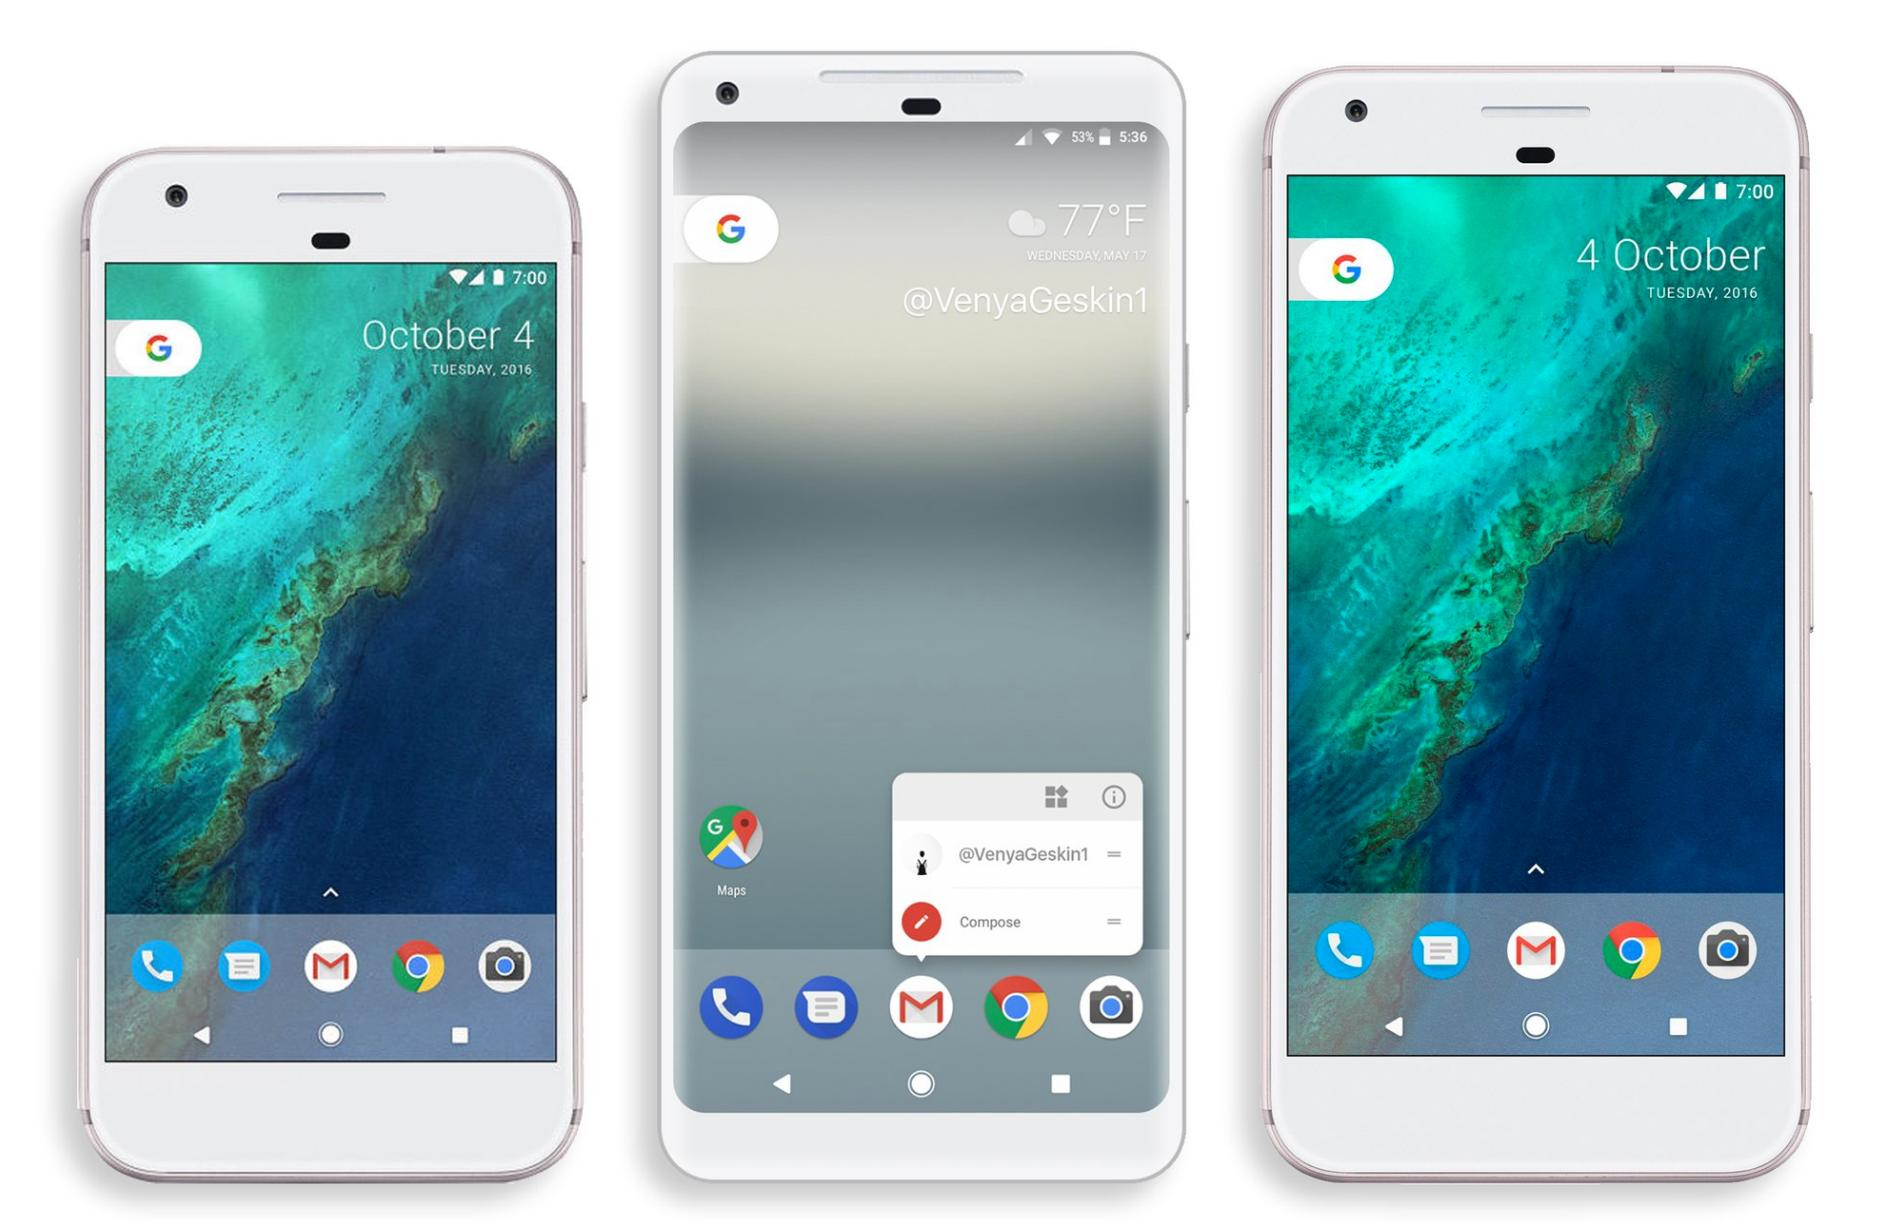 7:00
G
October 4
TUESDAY, 2016
53%
5:36
G
77°F
WEDNESDAY, MAY 17
@VenyaGeskin1
G
Maps
@VenyaGeskin1
Compose
7:00
G
4 October
TUESDAY, 2016